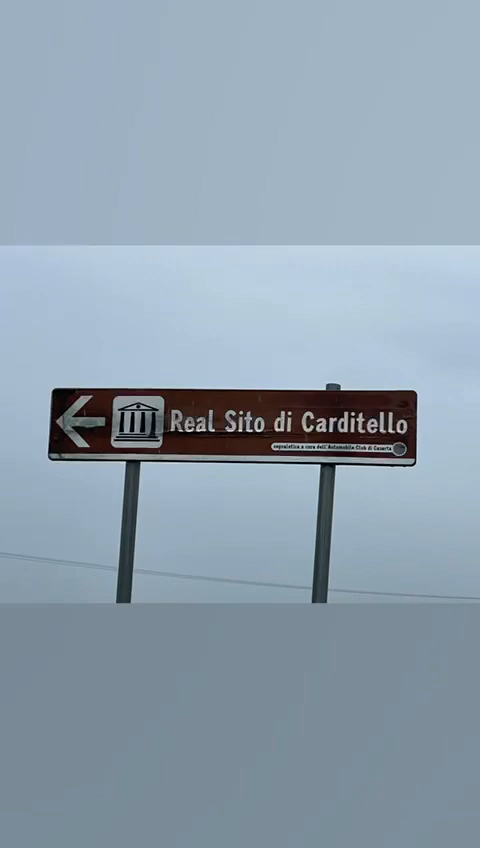 Real Sito di Carditello
segnaletica a cura dell'Automobile Club di Caserta